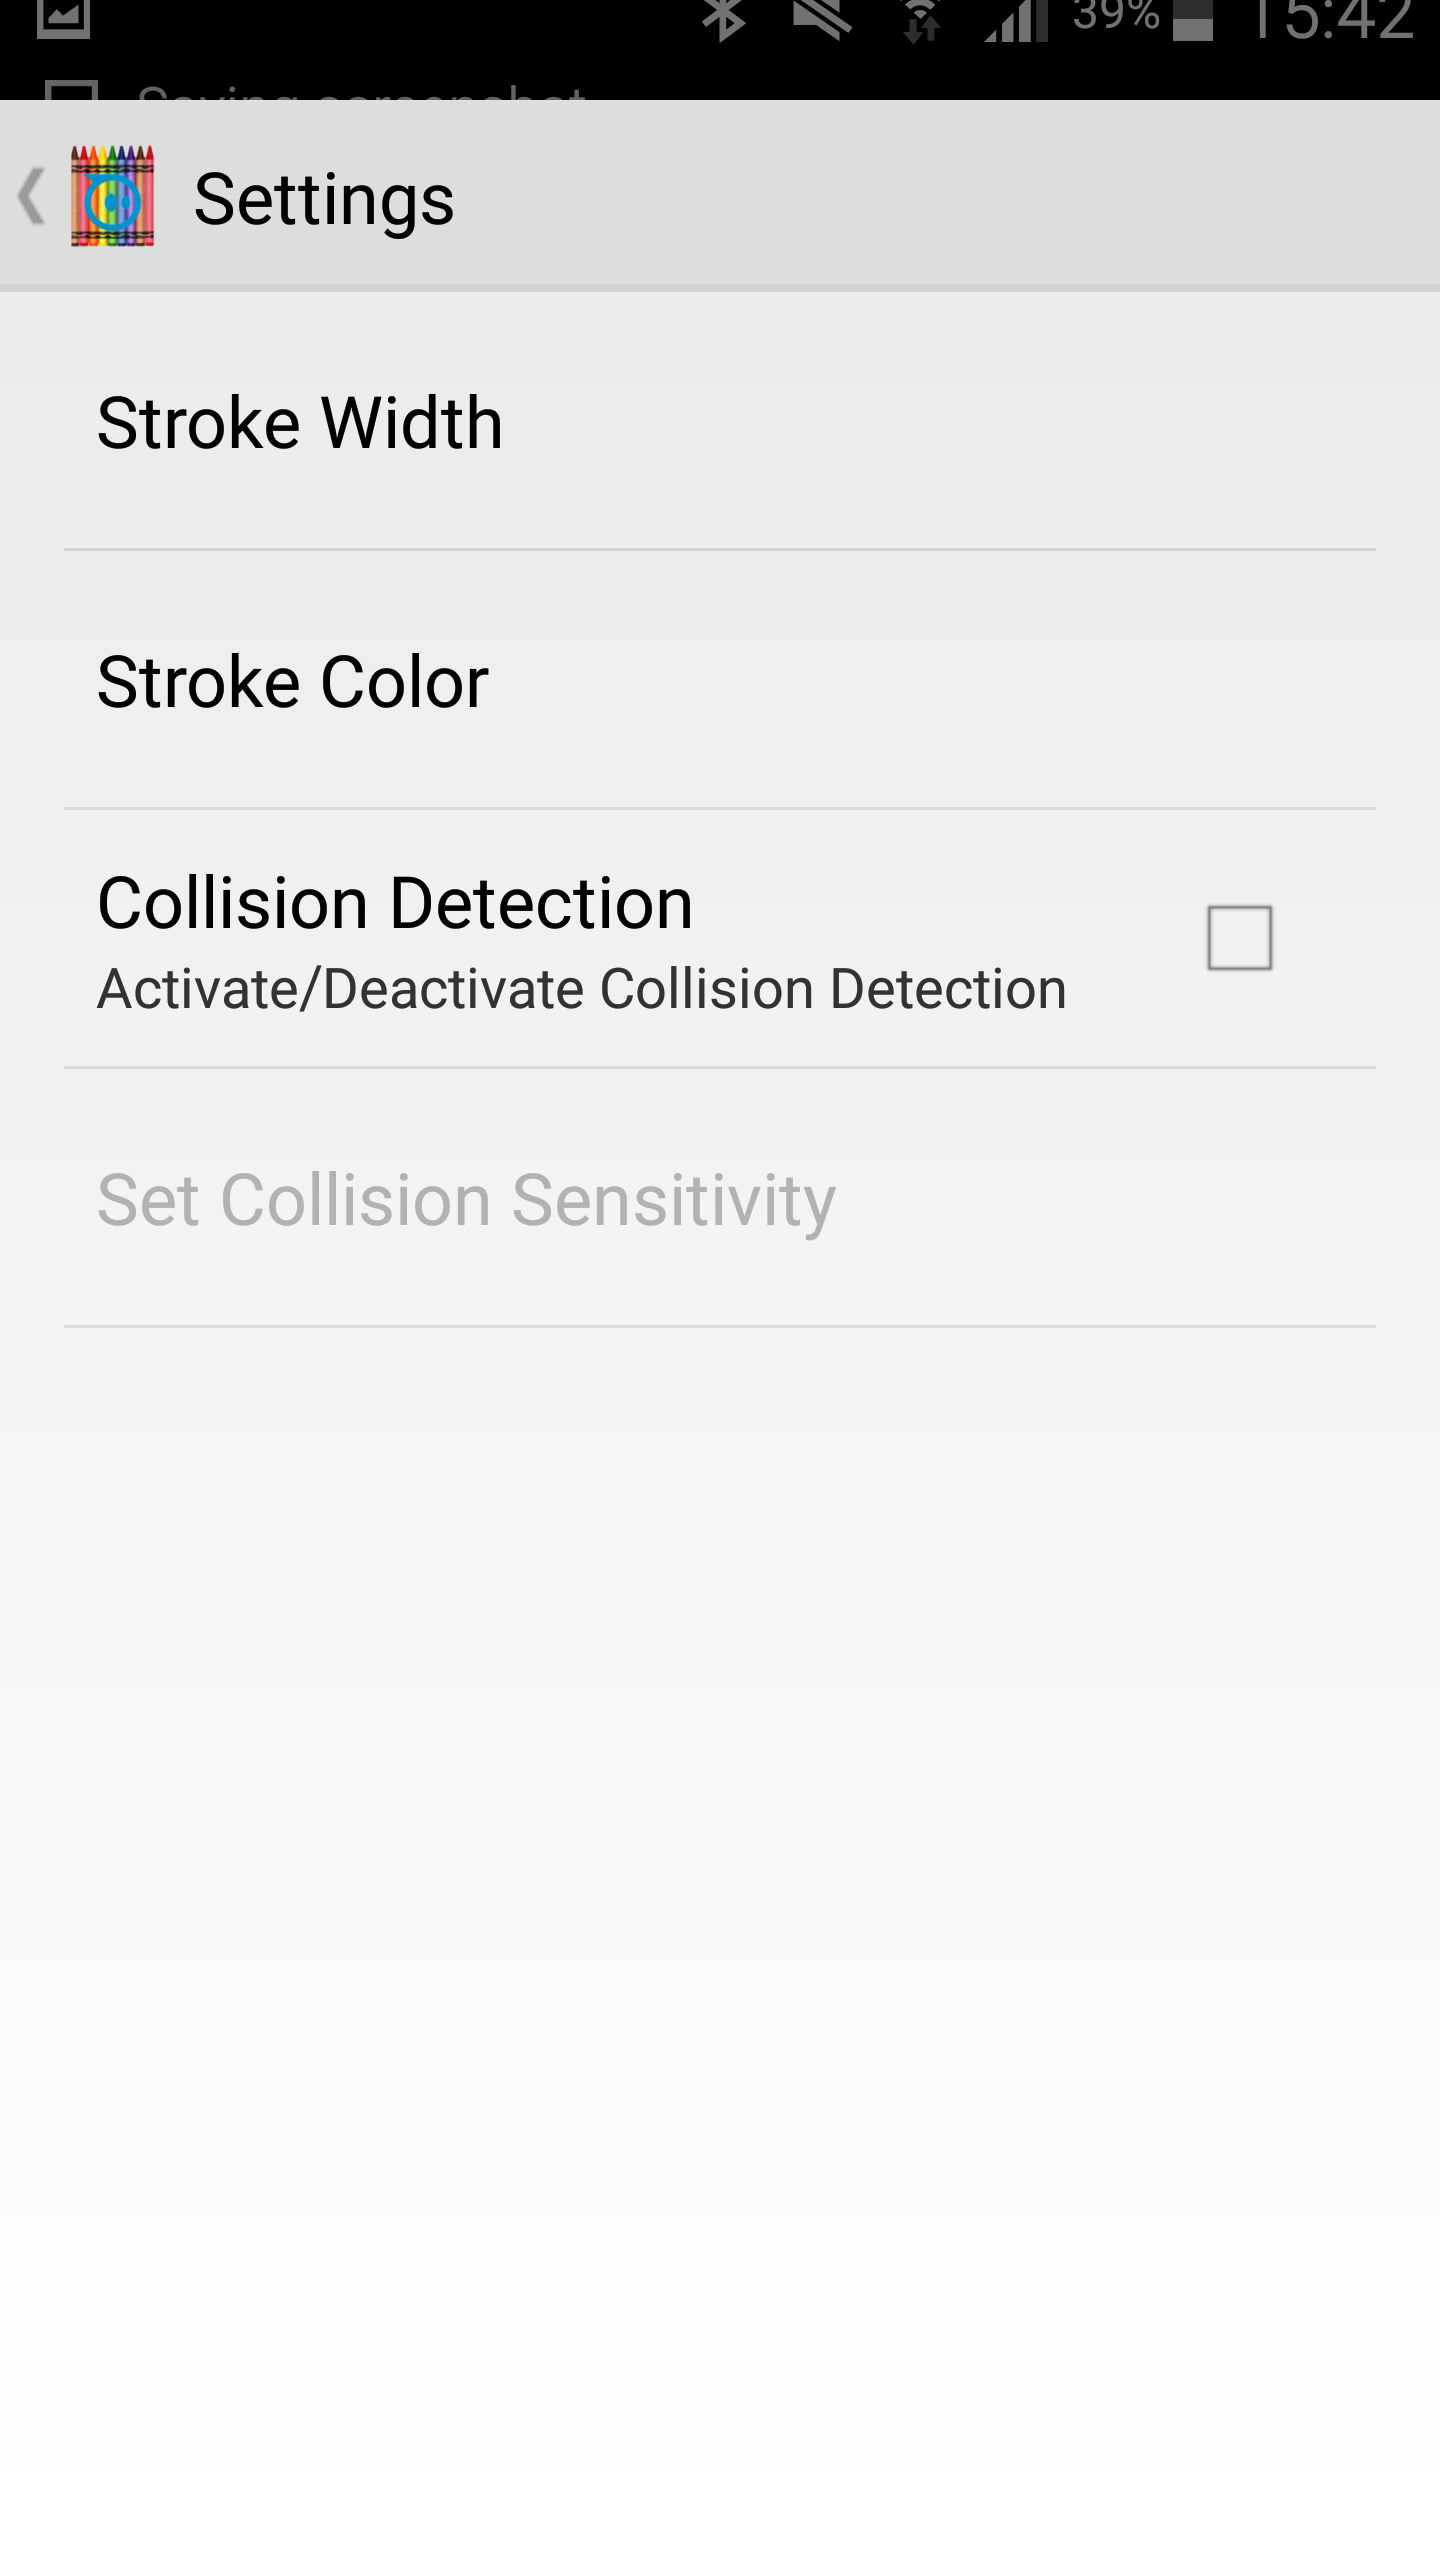 39% 15:42
Saving screenshot
Settings
Stroke Width
Stroke Color
Collision Detection
Activate/Deactivate Collision Detection
Set Collision Sensitivity